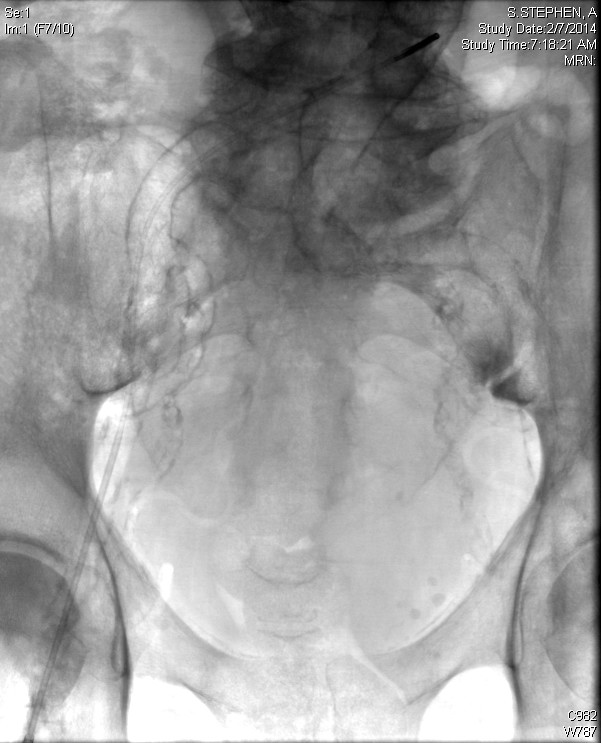 Se:1
Im:1 (F7/10)
S.STEPHEN, A
Study Date:2/7/2014
Study Time:7:18:21 AM
MRN:
C982
W787